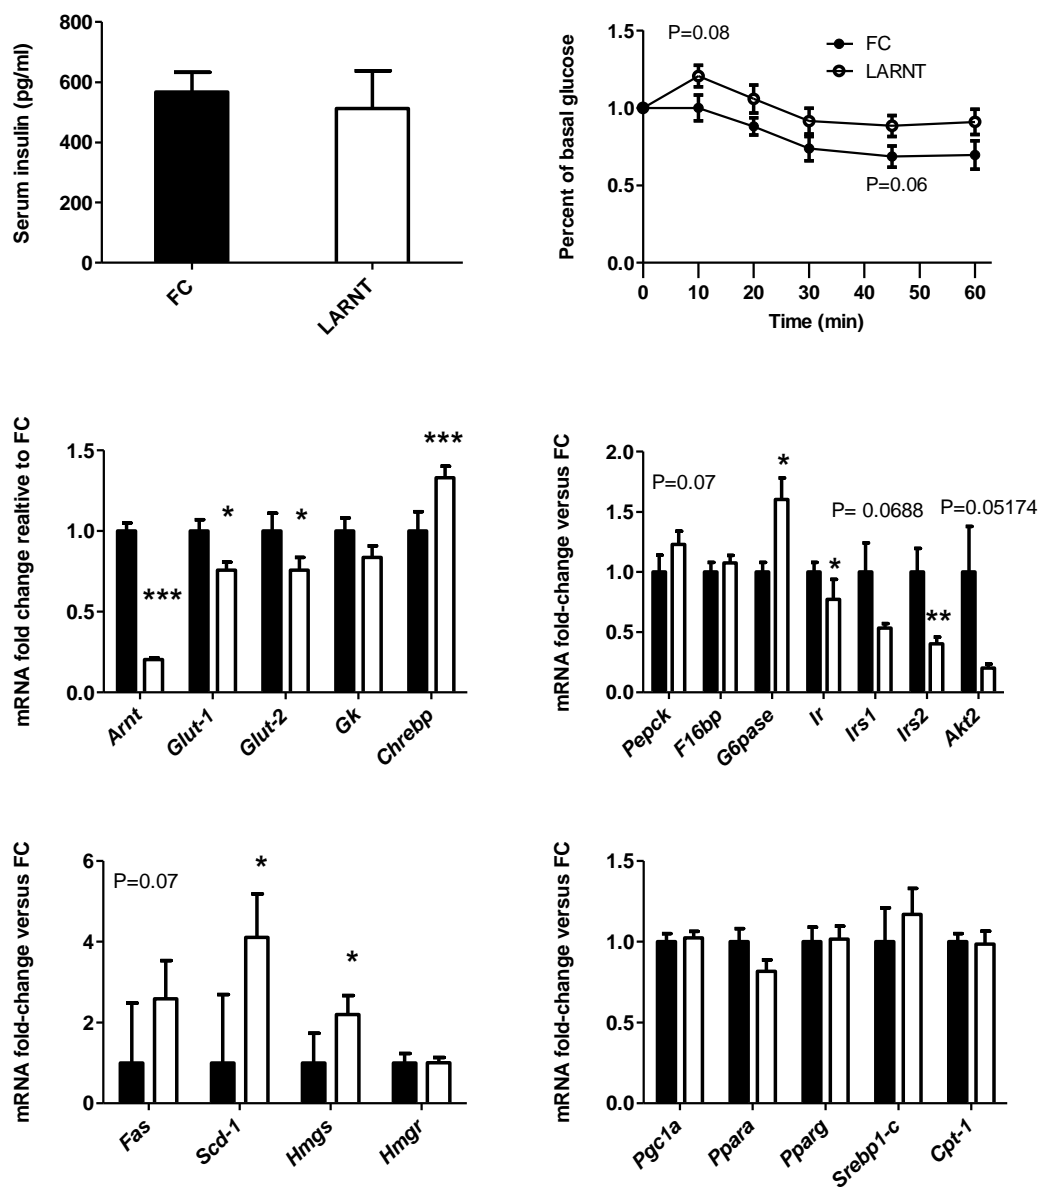 Serum insulin (pg/ml)
800
600
400
200
0
FC
LARNT
Percent of basal glucose
1.5
1.0
0.5
0.0
P=0.08
FC
LARNT
P=0.06
0 10 20 30 40 50 60
Time (min)
mRNA fold change realtive to FC
1.5
1.0
0.5
0.0
***
*
*
***
Arnt
Glut-1
Glut-2
Gk
Chrebp
mRNA fold-change versus FC
2.0
1.5
1.0
0.5
0.0
P=0.07
*
*
P= 0.0688
**
P=0.05174
Pepck
F16bp
G6pase
Ir
Irs1
Irs2
Akt2
mRNA fold-change versus FC
6
4
2
0
P=0.07
*
*
Fas
Scd-1
Hmgs
Hmgr
mRNA fold-change versus FC
1.5
1.0
0.5
0.0
Pgc1a
Ppara
Pparg
Srebp1-c
Cpt-1